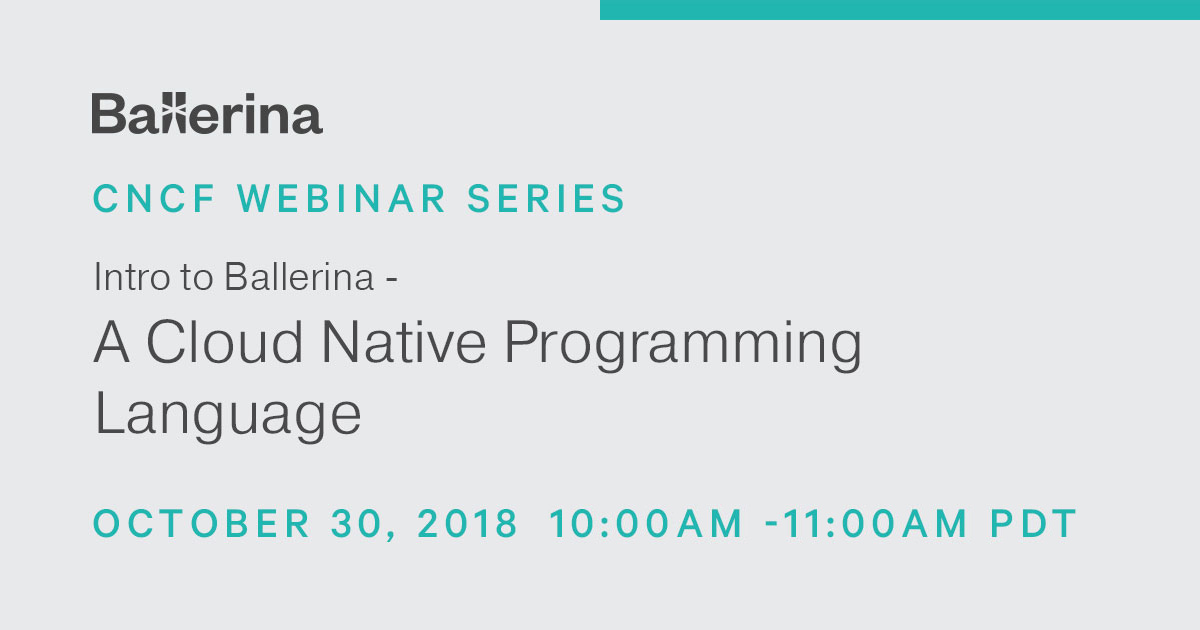 Ballerina
CNCF WEBINAR SERIES
Intro to Ballerina -
A Cloud Native Programming
Language
OCTOBER 30, 2018 10:00AM -11:00AM PDT